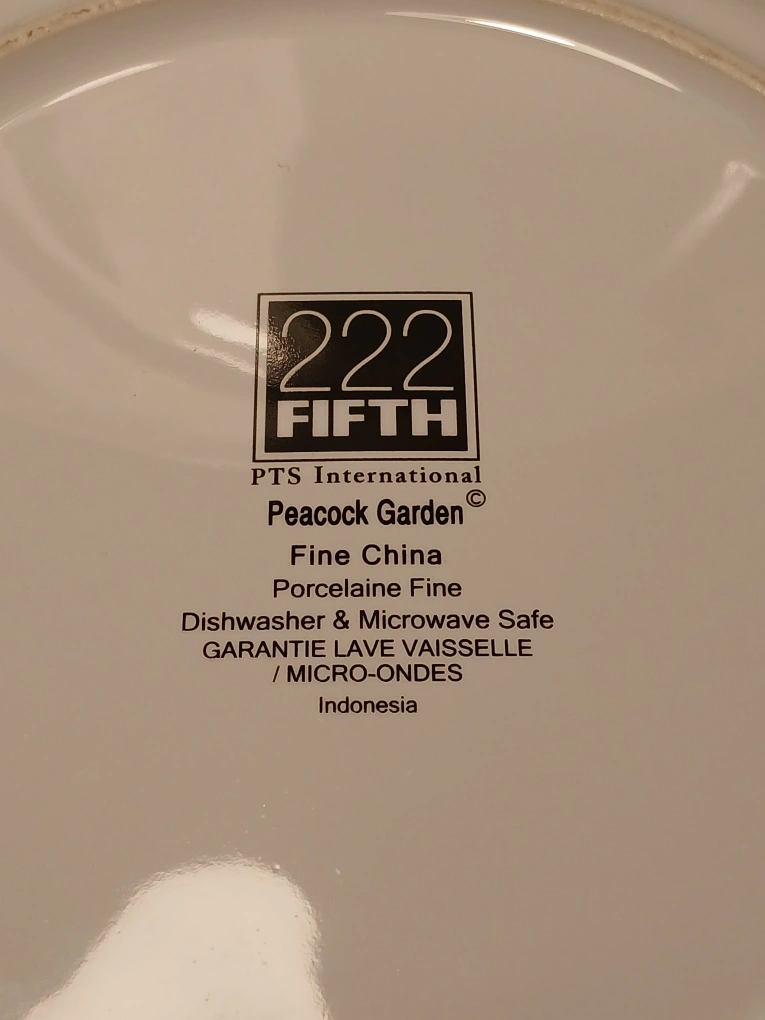 222
FIFTH
PTS International
Peacock Garden©
Fine China
Porcelaine Fine
Dishwasher & Microwave Safe
GARANTIE LAVE VAISSELLE
/ MICRO-ONDES
Indonesia